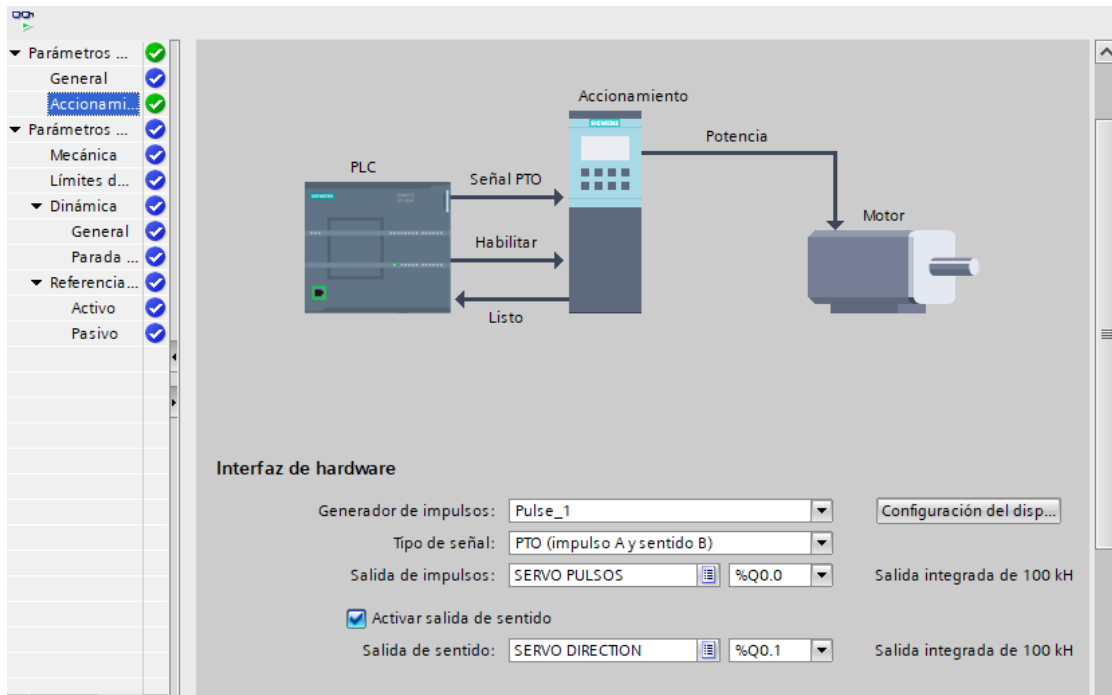 Parámetros ...
General
Accionami...
Parámetros ...
Mecánica
Límites d...
Dinámica
General
Parada ...
Referencia...
Activo
Pasivo
Accionamiento
SIEMENS
Potencia
PLC
Señal PTO
SIEMENS
Motor
Habilitar
Listo
Interfaz de hardware
Generador de impulsos: Pulse_1 Configuración del disp...
Tipo de señal: PTO (impulso A y sentido B)
Salida de impulsos: SERVO PULSOS %Q0.0 Salida integrada de 100 kH
Activar salida de sentido
Salida de sentido: SERVO DIRECTION %Q0.1 Salida integrada de 100 kH